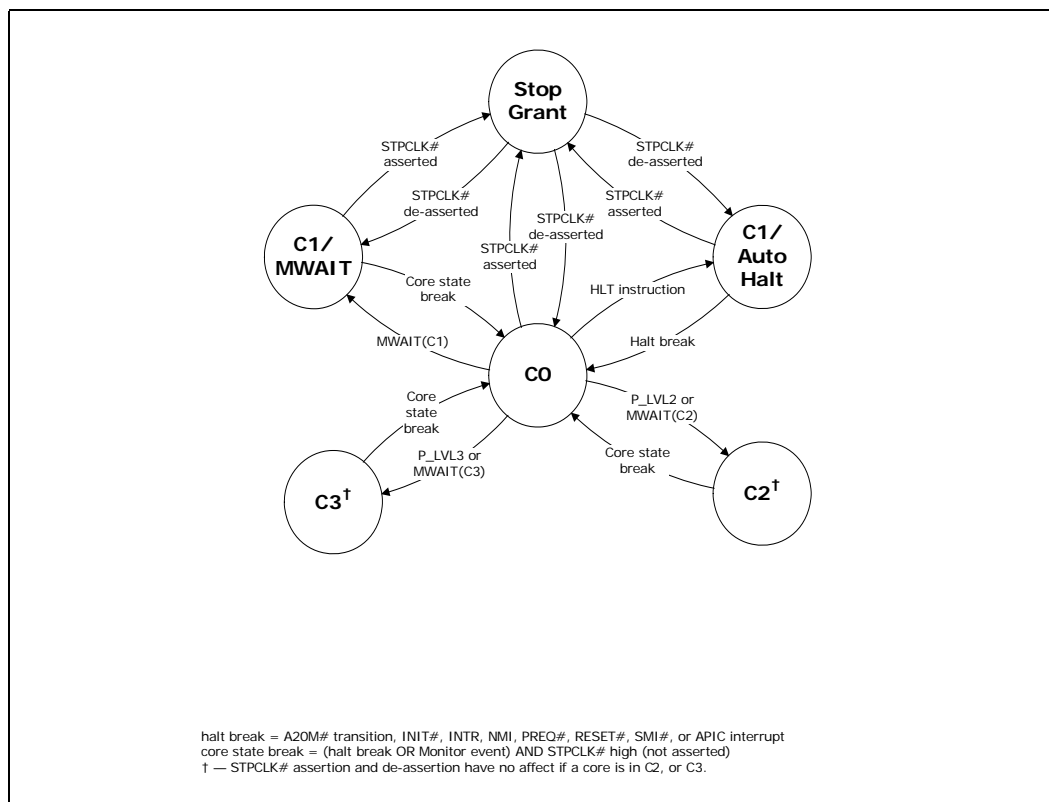 Stop
Grant
STPCLK#
asserted
STPCLK#
de-asserted
STPCLK#
de-asserted
STPCLK#
asserted
C1/
MWAIT
STPCLK#
asserted
STPCLK#
de-asserted
C1/
Auto
Halt
Core state
break
HLT instruction
MWAIT(C1)
Halt break
C0
Core
state
break
P_LVL2 or
MWAIT(C2)
P_LVL3 or
MWAIT(C3)
Core state
break
C3†
C2†
halt break = A20M# transition, INIT#, INTR, NMI, PREQ#, RESET#, SMI#, or APIC interrupt
core state break = (halt break OR Monitor event) AND STPCLK# high (not asserted)
† — STPCLK# assertion and de-assertion have no affect if a core is in C2, or C3.